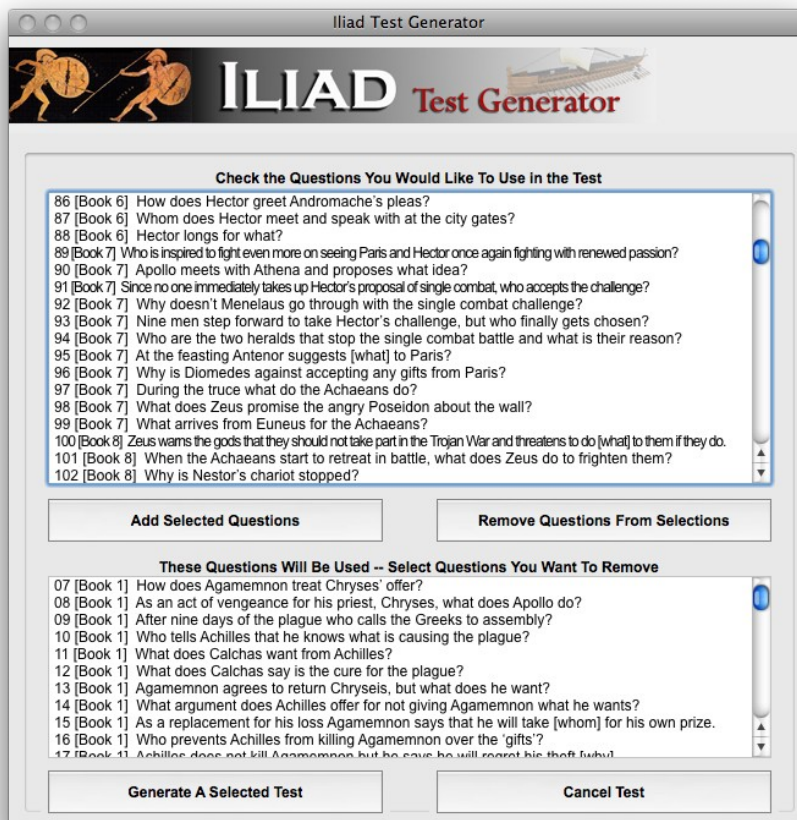 Iliad Test Generator
ILIAD Test Generator
Check the Questions You Would Like To Use in the Test
86 [Book 6] How does Hector greet Andromache's pleas?
87 [Book 6] Whom does Hector meet and speak with at the city gates?
88 [Book 6] Hector longs for what?
89 [Book 7] Who is inspired to fight even more on seeing Paris and Hector once again fighting with renewed passion?
90 [Book 7] Apollo meets with Athena and proposes what idea?
91 [Book 7] Since no one immediately takes up Hector's proposal of single combat, who accepts the challenge?
92 [Book 7] Why doesn't Menelaus go through with the single combat challenge?
93 [Book 7] Nine men step forward to take Hector's challenge, but who finally gets chosen?
94 [Book 7] Who are the two heralds that stop the single combat battle and what is their reason?
95 [Book 7] At the feasting Antenor suggests [what] to Paris?
96 [Book 7] Why is Diomedes against accepting any gifts from Paris?
97 [Book 7] During the truce what do the Achaeans do?
98 [Book 7] What does Zeus promise the angry Poseidon about the wall?
99 [Book 7] What arrives from Euneus for the Achaeans?
100 [Book 8] Zeus warns the gods that they should not take part in the Trojan War and threatens to do [what] to them if they do.
101 [Book 8] When the Achaeans start to retreat in battle, what does Zeus do to frighten them?
102 [Book 8] Why is Nestor's chariot stopped?
Add Selected Questions
Remove Questions From Selections
These Questions Will Be Used -- Select Questions You Want To Remove
07 [Book 1] How does Agamemnon treat Chryses' offer?
08 [Book 1] As an act of vengeance for his priest, Chryses, what does Apollo do?
09 [Book 1] After nine days of the plague who calls the Greeks to assembly?
10 [Book 1] Who tells Achilles that he knows what is causing the plague?
11 [Book 1] What does Calchas want from Achilles?
12 [Book 1] What does Calchas say is the cure for the plague?
13 [Book 1] Agamemnon agrees to return Chryseis, but what does he want?
14 [Book 1] What argument does Achilles offer for not giving Agamemnon what he wants?
15 [Book 1] As a replacement for his loss Agamemnon says that he will take [whom] for his own prize.
16 [Book 1] Who prevents Achilles from killing Agamemnon over the 'gifts'?
17 [Book 1] Achilles does not kill Agamemnon but he says he will regret his theft [why]
Generate A Selected Test
Cancel Test